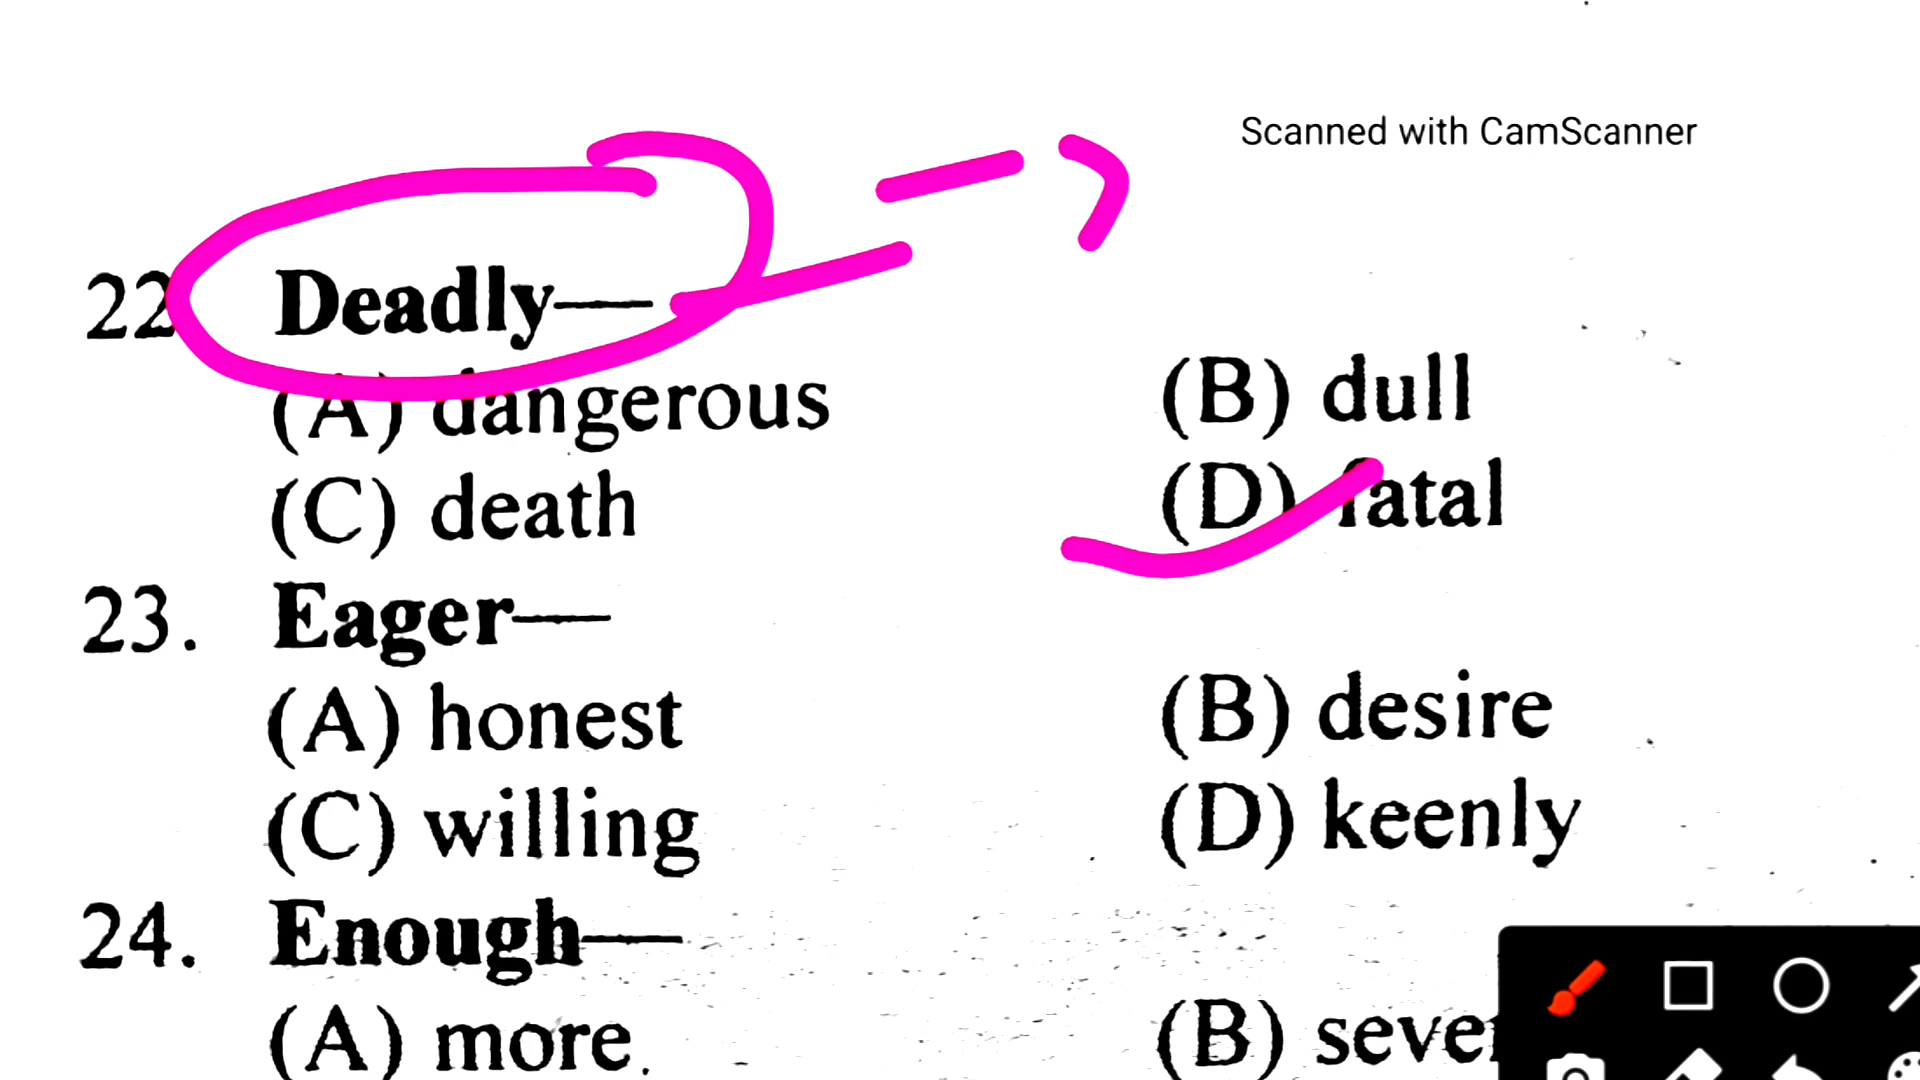 Scanned with CamScanner
22 Deadly—
(A) dangerous (B) dull
(C) death (D) fatal
23. Eager—
(A) honest (B) desire
(C) willing (D) keenly
24. Enough—
(A) more (B)